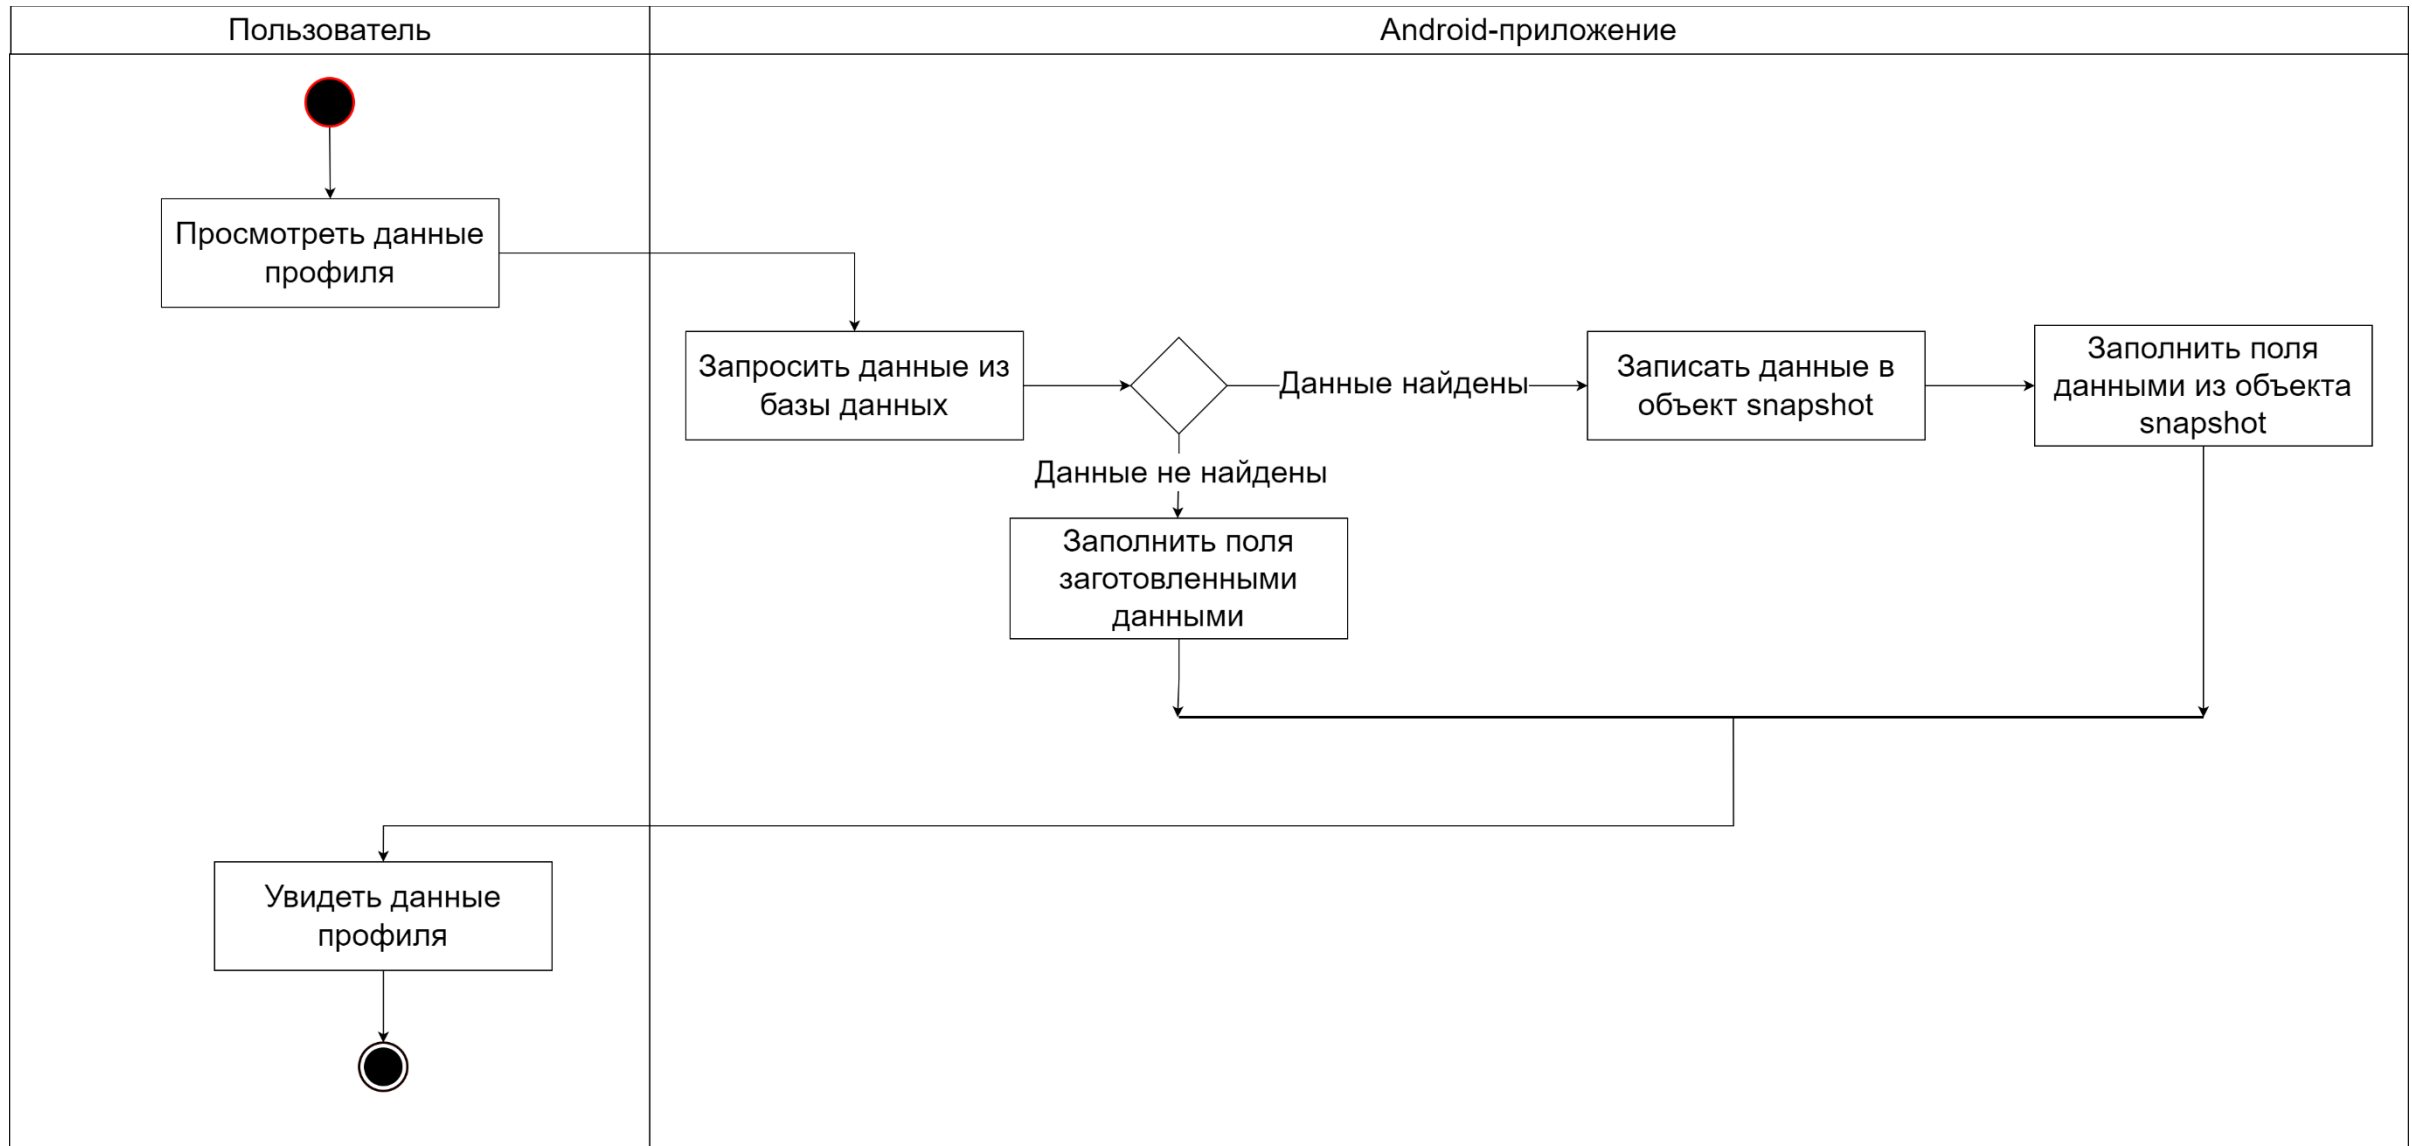 Пользователь
Android-приложение
Просмотреть данные
профиля
Запросить данные из
базы данных
Данные найдены
Записать данные в
объект snapshot
Заполнить поля
данными из объекта
snapshot
Данные не найдены
Заполнить поля
заготовленными
данными
Увидеть данные
профиля